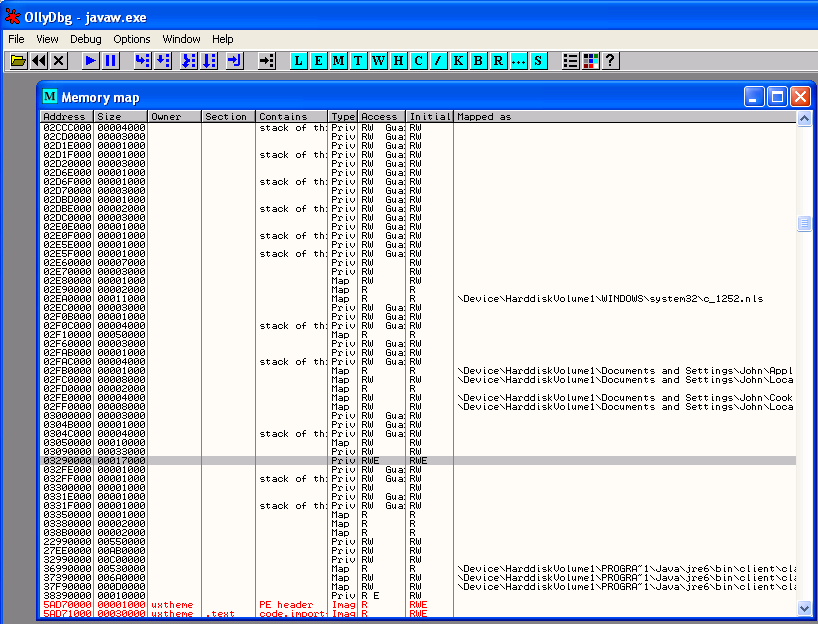 OllyDbg - javaw.exe
File View Debug Options Window Help
L E M T W H C / K B R ... S ?
M Memory map
Address Size Owner Section Contains Type Access Initial Mapped as
02CCC000 00004000 stack of th Priv RW Gua RW
02CD0000 00003000 Priv RW Gua RW
02D1E000 00001000 Priv RW Gua RW
02D1F000 00001000 stack of th Priv RW Gua RW
02D20000 00003000 Priv RW Gua RW
02D6E000 00001000 Priv RW Gua RW
02D6F000 00001000 stack of th Priv RW Gua RW
02D70000 00003000 Priv RW Gua RW
02DBD000 00001000 Priv RW Gua RW
02DBE000 00002000 stack of th Priv RW Gua RW
02DC0000 00003000 Priv RW Gua RW
02E0E000 00001000 Priv RW Gua RW
02E0F000 00001000 stack of th Priv RW Gua RW
02E5E000 00001000 Priv RW Gua RW
02E5F000 00001000 stack of th Priv RW Gua RW
02E60000 00007000 Priv RW RW
02E70000 00003000 Priv RW RW
02E80000 00001000 Map RW RW
02E90000 00002000 Map R R
02EA0000 00011000 Map R R \Device\HarddiskVolume1\WINDOWS\system32\c_1252.nls
02EC0000 00003000 Priv RW Gua RW
02F0B000 00001000 Priv RW Gua RW
02F0C000 00004000 stack of th Priv RW Gua RW
02F10000 00050000 Map R R
02F60000 00003000 Priv RW Gua RW
02FAB000 00001000 Priv RW Gua RW
02FAC000 00004000 stack of th Priv RW Gua RW
02FB0000 00001000 Map R R \Device\HarddiskVolume1\Documents and Settings\John\Appl
02FC0000 00008000 Map RW RW \Device\HarddiskVolume1\Documents and Settings\John\Loca
02FD0000 00002000 Map R R
02FE0000 00004000 Map RW RW \Device\HarddiskVolume1\Documents and Settings\John\Cook
02FF0000 00008000 Map RW RW \Device\HarddiskVolume1\Documents and Settings\John\Loca
03000000 00003000 Priv RW Gua RW
0304B000 00001000 Priv RW Gua RW
0304C000 00004000 stack of th Priv RW Gua RW
03050000 00010000 Map RW RW
03090000 00033000 Priv RW RW
03290000 00017000 Priv RWE RWE
032FE000 00001000 Priv RW Gua RW
032FF000 00001000 stack of th Priv RW Gua RW
03300000 00001000 Priv RW RW
0331E000 00001000 Priv RW Gua RW
0331F000 00001000 stack of th Priv RW Gua RW
03350000 00001000 Map R R
03380000 00002000 Map R R
038B0000 00002000 Map R R
22990000 00550000 Priv RW RW
27EE0000 00AB0000 Priv RW RW
32990000 00C00000 Priv RW RW
36990000 00530000 Map R R \Device\HarddiskVolume1\PROGRA~1\Java\jre6\bin\client\cla
37390000 006A0000 Map RW RW \Device\HarddiskVolume1\PROGRA~1\Java\jre6\bin\client\cla
37F90000 000D0000 Map RW RW \Device\HarddiskVolume1\PROGRA~1\Java\jre6\bin\client\cla
38390000 00010000 Priv R E RW
5AD70000 00001000 uxtheme PE header Imag R RWE
5AD71000 00030000 uxtheme .text code,import Imag R RWE